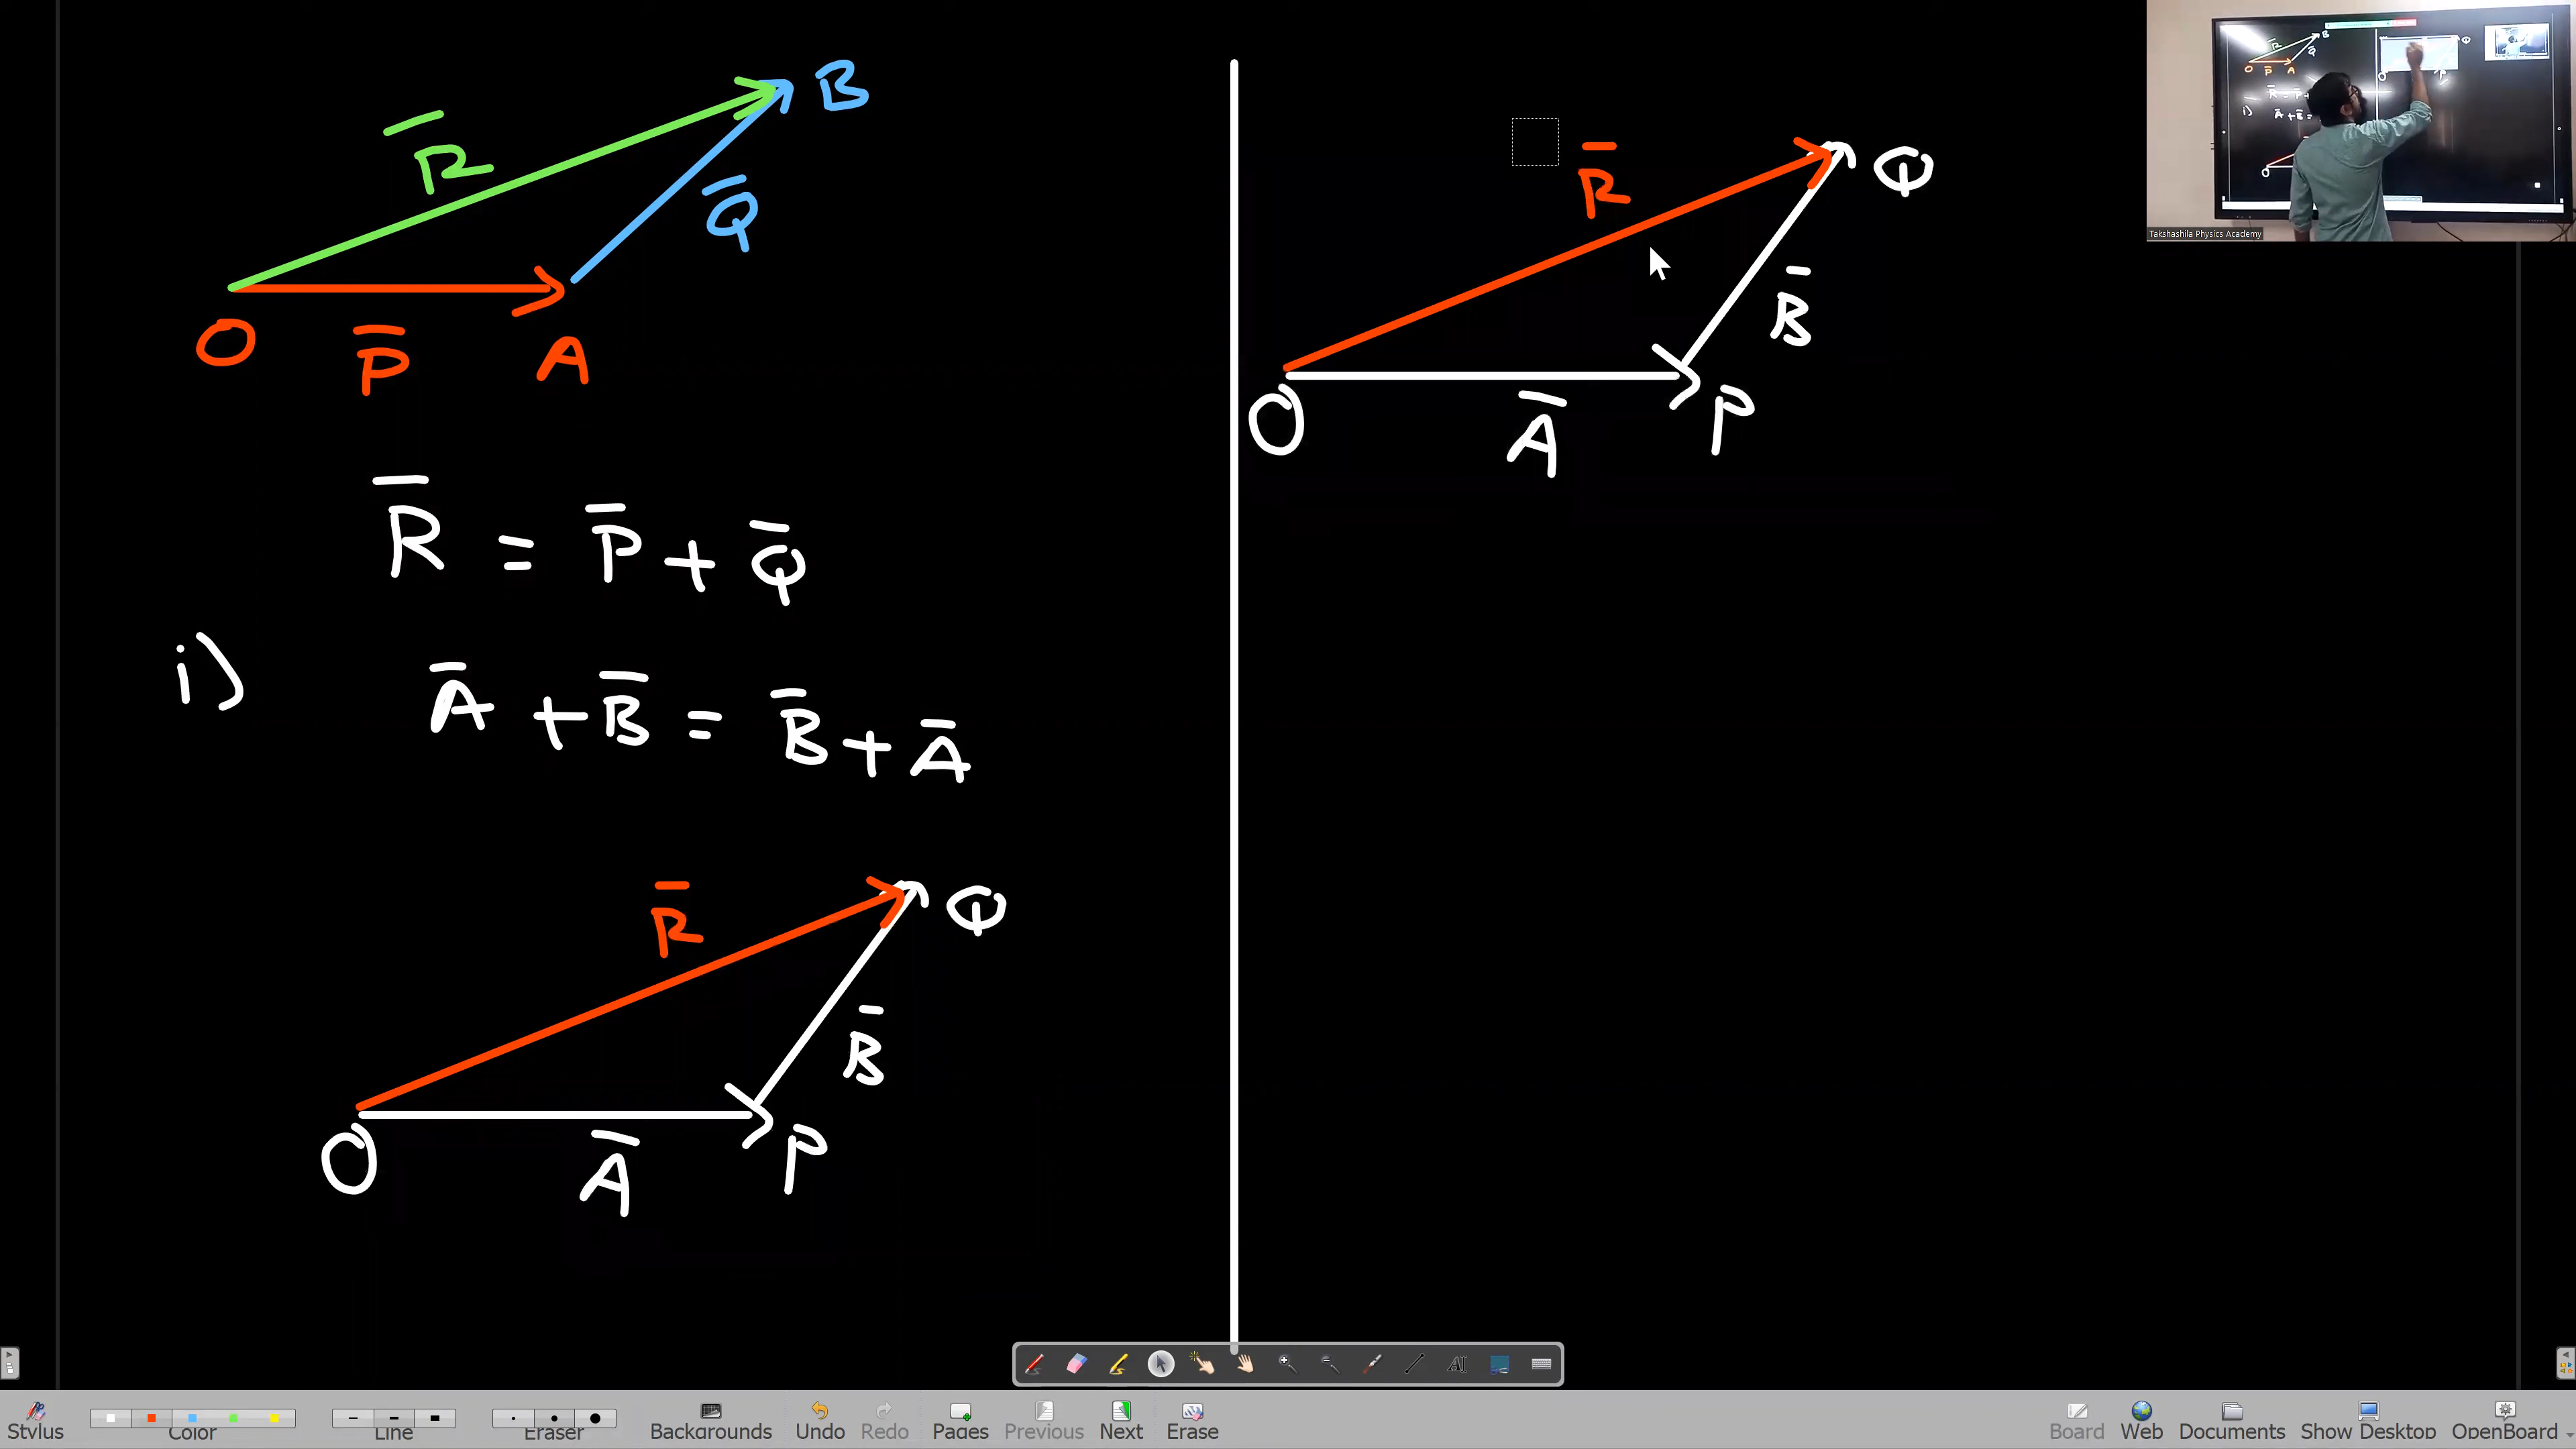 B
R̅
Q̅
O
P̅
A
R̅ = P̅ + Q̅
i)
A̅ + B̅ = B̅ + A̅
R̅
Q
B̅
O
A̅
P
R̅
Q
B̅
O
A̅
P
Takshashila Physics Academy
Stylus
Color
Line
Eraser
Backgrounds
Undo
Redo
Pages
Previous
Next
Erase
Board
Web
Documents
Show Desktop
OpenBoard